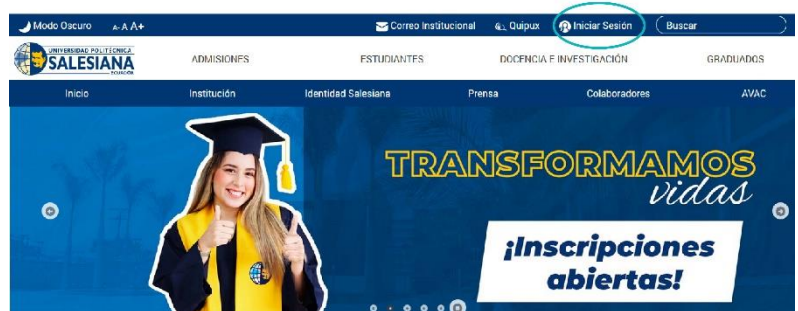 Modo Oscuro A- A A+ Correo Institucional Quipux Iniciar Sesión Buscar
UNIVERSIDAD POLITÉCNICA
SALESIANA
ECUADOR
ADMISIONES ESTUDIANTES DOCENCIA E INVESTIGACIÓN GRADUADOS
Inicio Institución Identidad Salesiana Prensa Colaboradores AVAC
TRANSFORMAMOS
vidas
¡Inscripciones
abiertas!